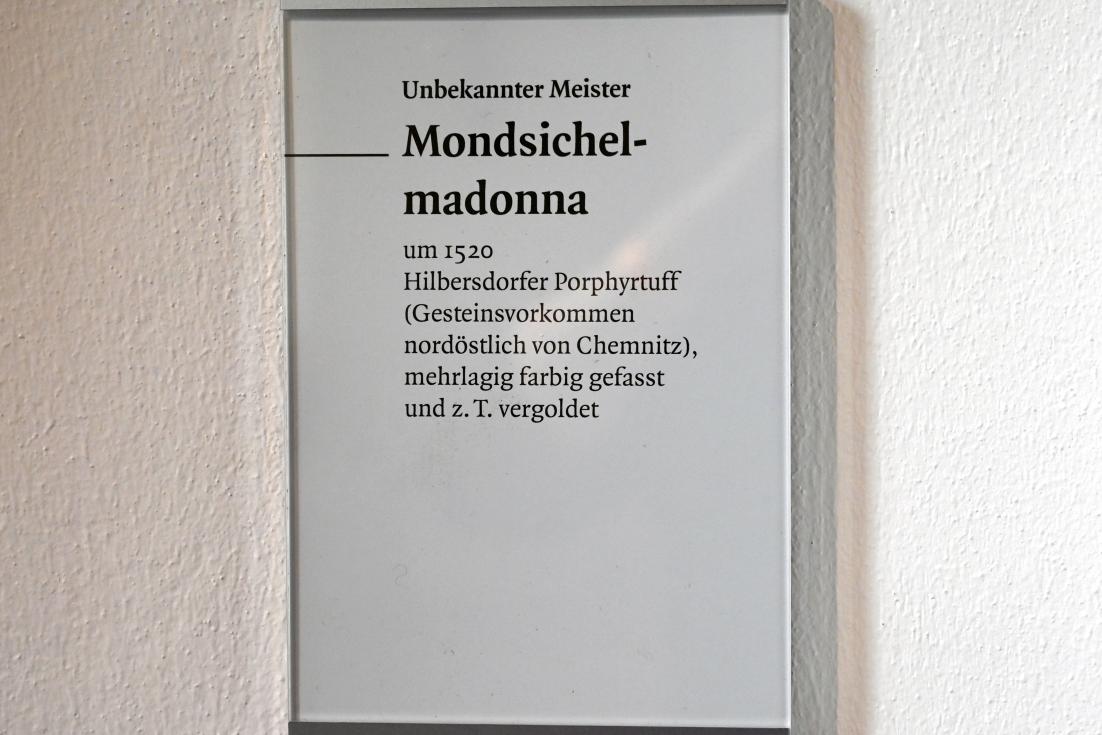 Unbekannter Meister
Mondsichel-
madonna
um 1520
Hilbersdorfer Porphyrtuff
(Gesteinsvorkommen
nordöstlich von Chemnitz),
mehrlagig farbig gefasst
und z. T. vergoldet